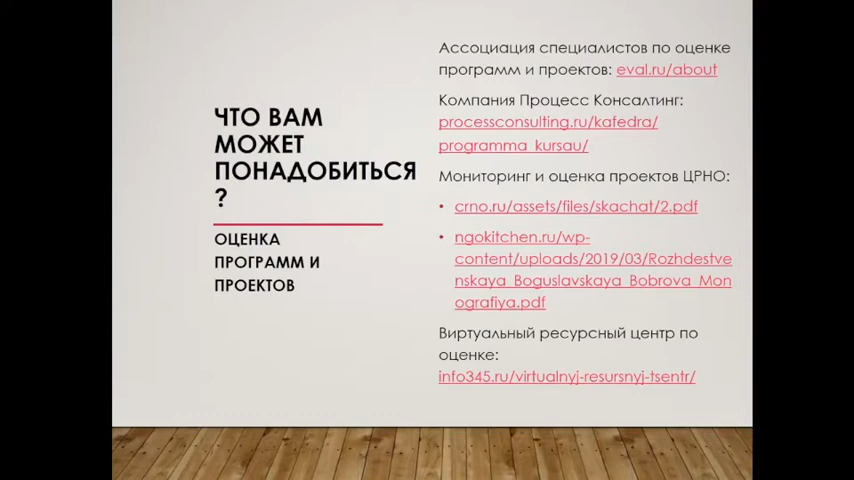 ЧТО ВАМ
МОЖЕТ
ПОНАДОБИТЬСЯ
?
ОЦЕНКА
ПРОГРАММ И
ПРОЕКТОВ
Ассоциация специалистов по оценке
программ и проектов: eval.ru/about
Компания Процесс Консалтинг:
processconsulting.ru/kafedra/
programma_kursau/
Мониторинг и оценка проектов ЦРНО:
• crno.ru/assets/files/skachat/2.pdf
• ngokitchen.ru/wp-
content/uploads/2019/03/Rozhdestve
nskaya_Boguslavskaya_Bobrova_Mon
ografiya.pdf
Виртуальный ресурсный центр по
оценке:
info345.ru/virtualnyj-resursnyj-tsentr/